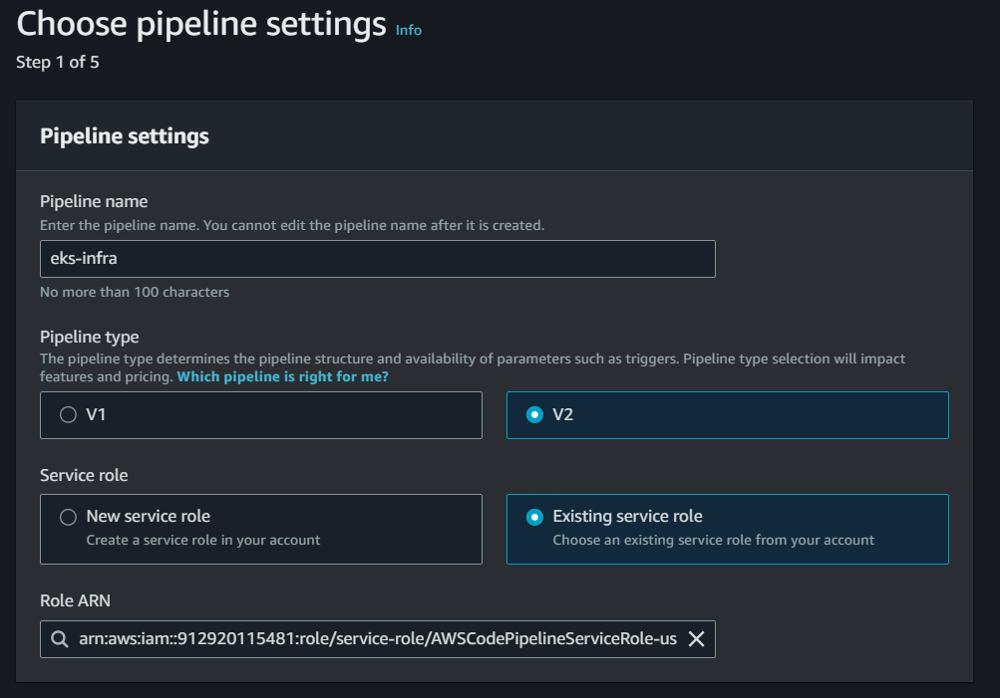 Choose pipeline settings Info
Step 1 of 5
Pipeline settings
Pipeline name
Enter the pipeline name. You cannot edit the pipeline name after it is created.
eks-infra
No more than 100 characters
Pipeline type
The pipeline type determines the pipeline structure and availability of parameters such as triggers. Pipeline type selection will impact
features and pricing. Which pipeline is right for me?
V1
V2
Service role
New service role
Create a service role in your account
Existing service role
Choose an existing service role from your account
Role ARN
arn:aws:iam::912920115481:role/service-role/AWSCodePipelineServiceRole-us